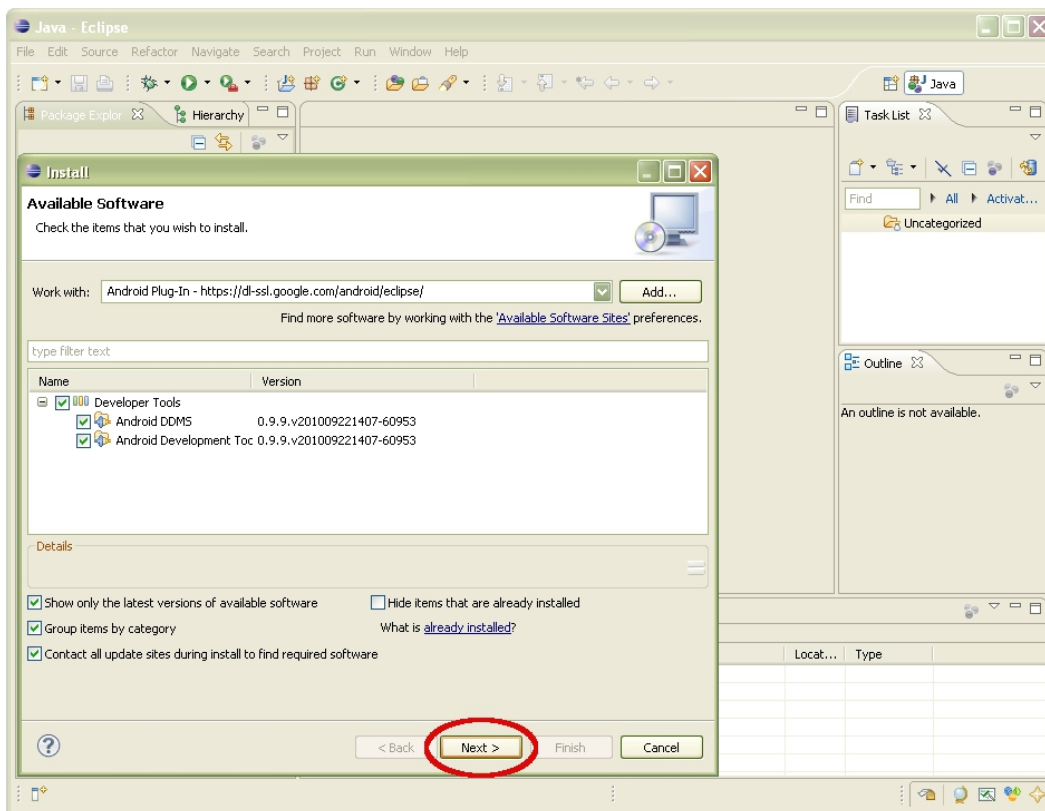 Java - Eclipse
File Edit Source Refactor Navigate Search Project Run Window Help
Java
Package Explor Hierarchy
Task List
Find All Activat...
Uncategorized
Install
Available Software
Check the items that you wish to install.
Work with: Android Plug-In - https://dl-ssl.google.com/android/eclipse/ Add...
Find more software by working with the 'Available Software Sites' preferences.
type filter text
Name Version
Developer Tools
Android DDMS 0.9.9.v201009221407-60953
Android Development Toc 0.9.9.v201009221407-60953
Details
Show only the latest versions of available software
Hide items that are already installed
Group items by category
What is already installed?
Contact all update sites during install to find required software
? < Back Next > Finish Cancel
Outline
An outline is not available.
Locat... Type